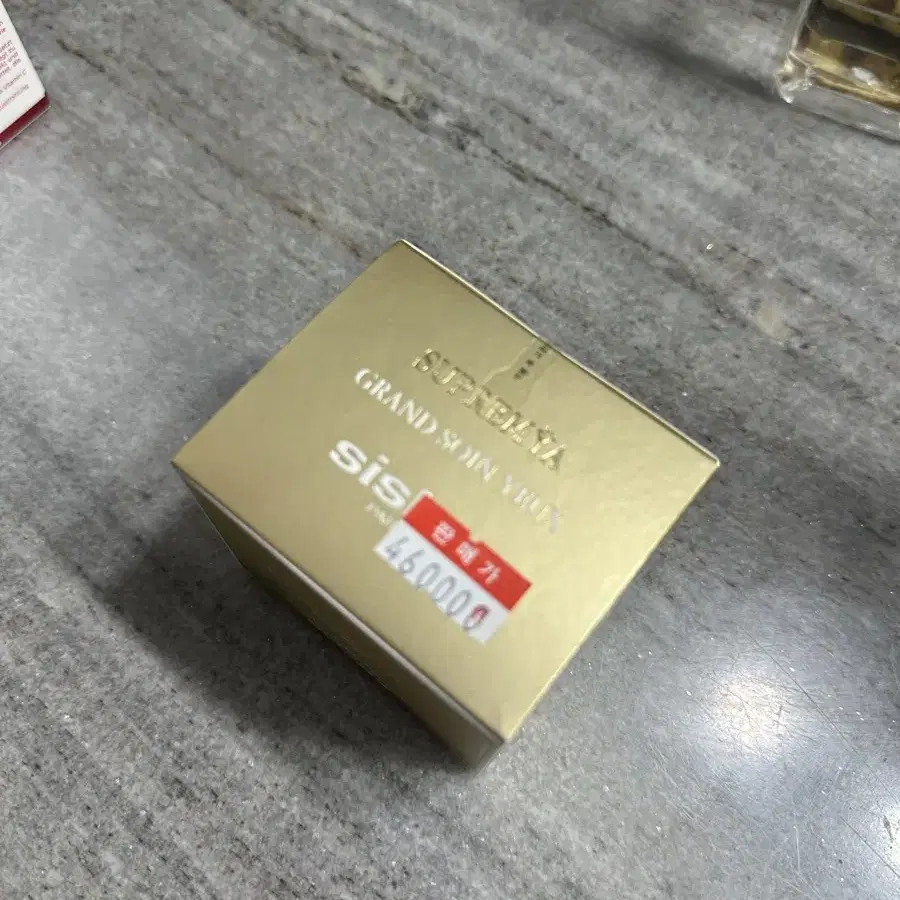 SUPREMŸA
GRAND SOIN YEUX
sis
판매가
460000